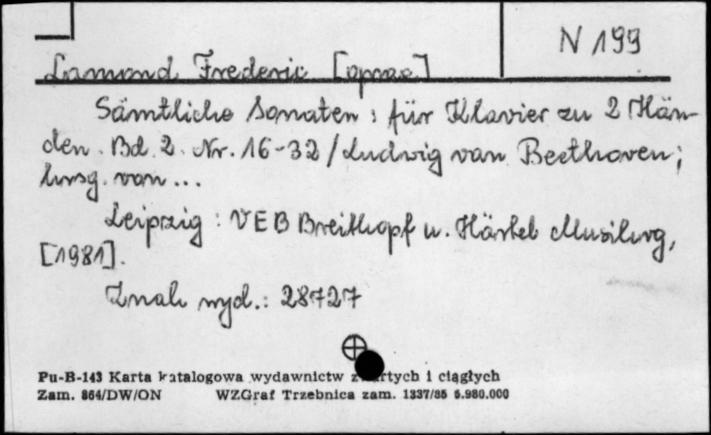 N 199
Lamond Frederic [oprac]
Sämtliche Sonaten : für Klavier zu 2 Hän-
den. Bd. 2. Nr. 16-32 / Ludwig van Beethoven ;
hrsg. von ...
Leipzig : VEB Breitkopf u. Härtel Musikvg,
[1981].
Znak wyd.: 28727
Pu-B-143 Karta katalogowa wydawnictw zwartych i ciągłych
Zam. 864/DW/ON WZGraf Trzebnica zam. 1337/85 5.980.000